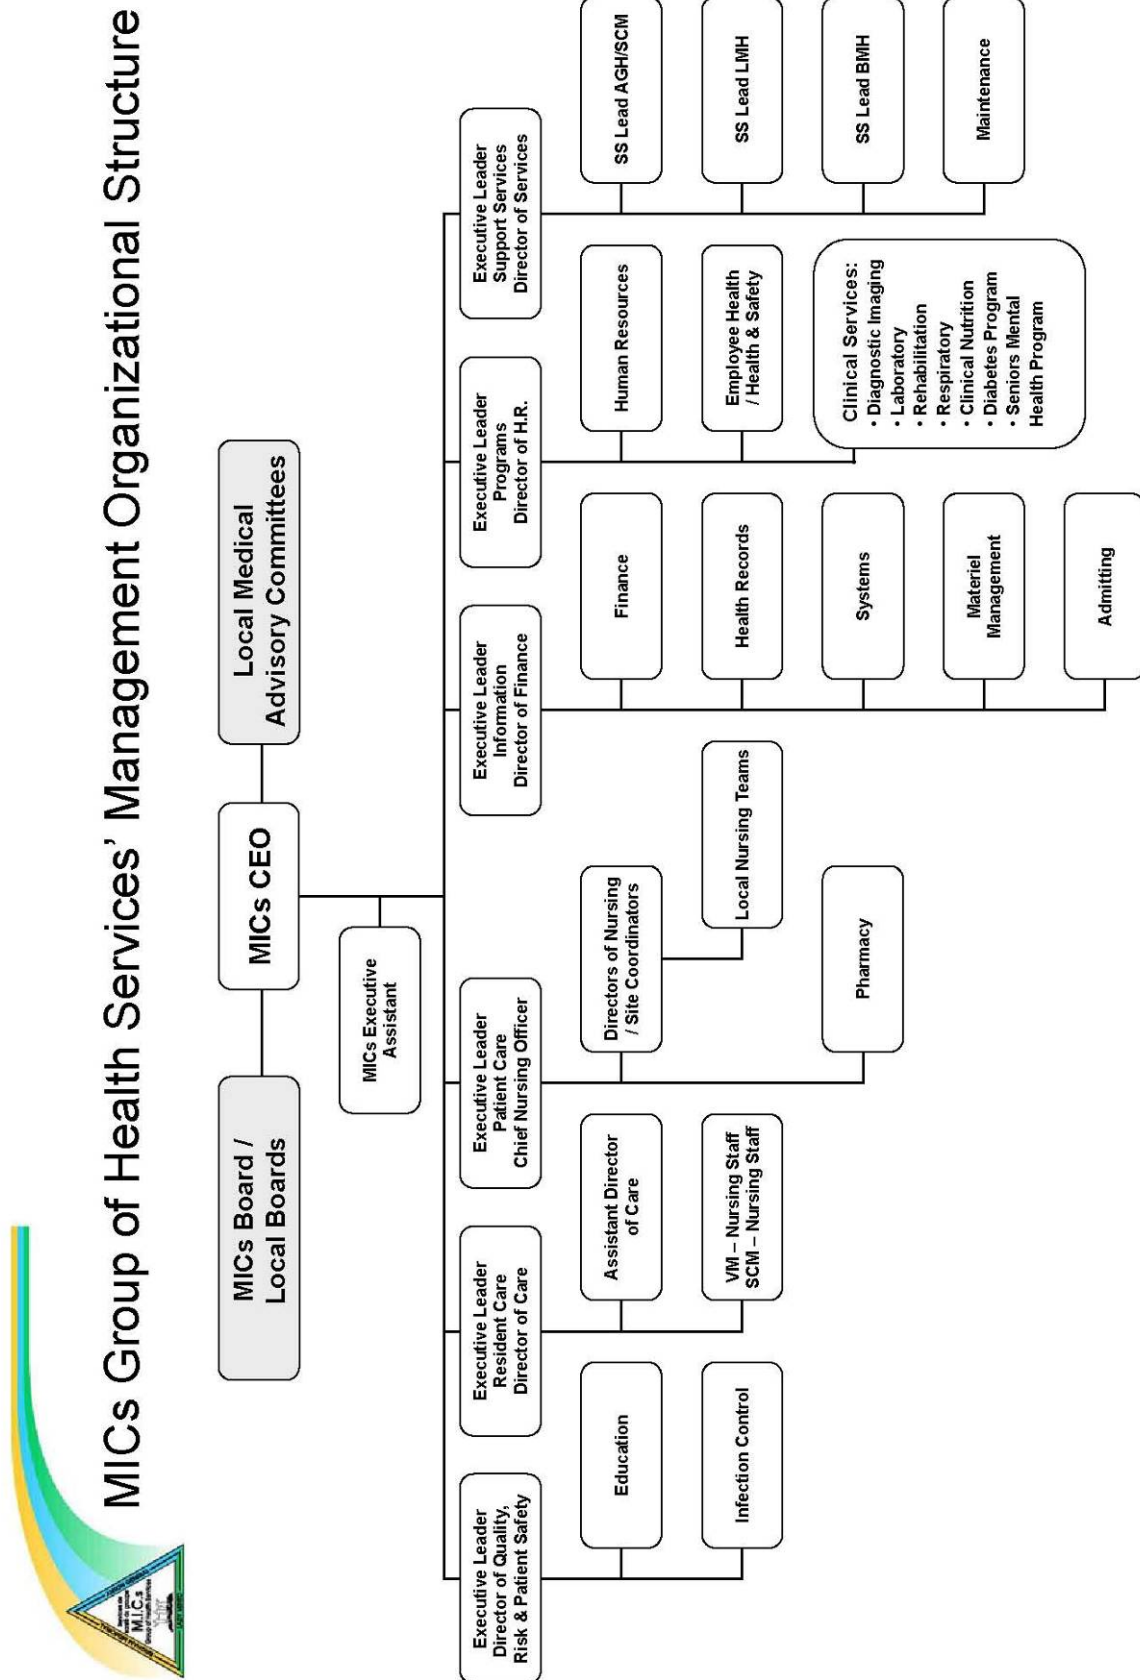 MICs Group of Health Services' Management Organizational Structure
M.I.C.s
MICs Board /
Local Boards
MICs CEO
Local Medical
Advisory Committees
MICs Executive
Assistant
Executive Leader
Director of Quality,
Risk & Patient Safety
Education
Infection Control
Executive Leader
Resident Care
Director of Care
Assistant Director
of Care
VM – Nursing Staff
SCM – Nursing Staff
Executive Leader
Patient Care
Chief Nursing Officer
Directors of Nursing
/ Site Coordinators
Local Nursing Teams
Pharmacy
Executive Leader
Information
Director of Finance
Finance
Health Records
Systems
Materiel
Management
Admitting
Executive Leader
Programs
Director of H.R.
Human Resources
Employee Health
/ Health & Safety
Clinical Services:
• Diagnostic Imaging
• Laboratory
• Rehabilitation
• Respiratory
• Clinical Nutrition
• Diabetes Program
• Seniors Mental
Health Program
Executive Leader
Support Services
Director of Services
SS Lead AGH/SCM
SS Lead LMH
SS Lead BMH
Maintenance